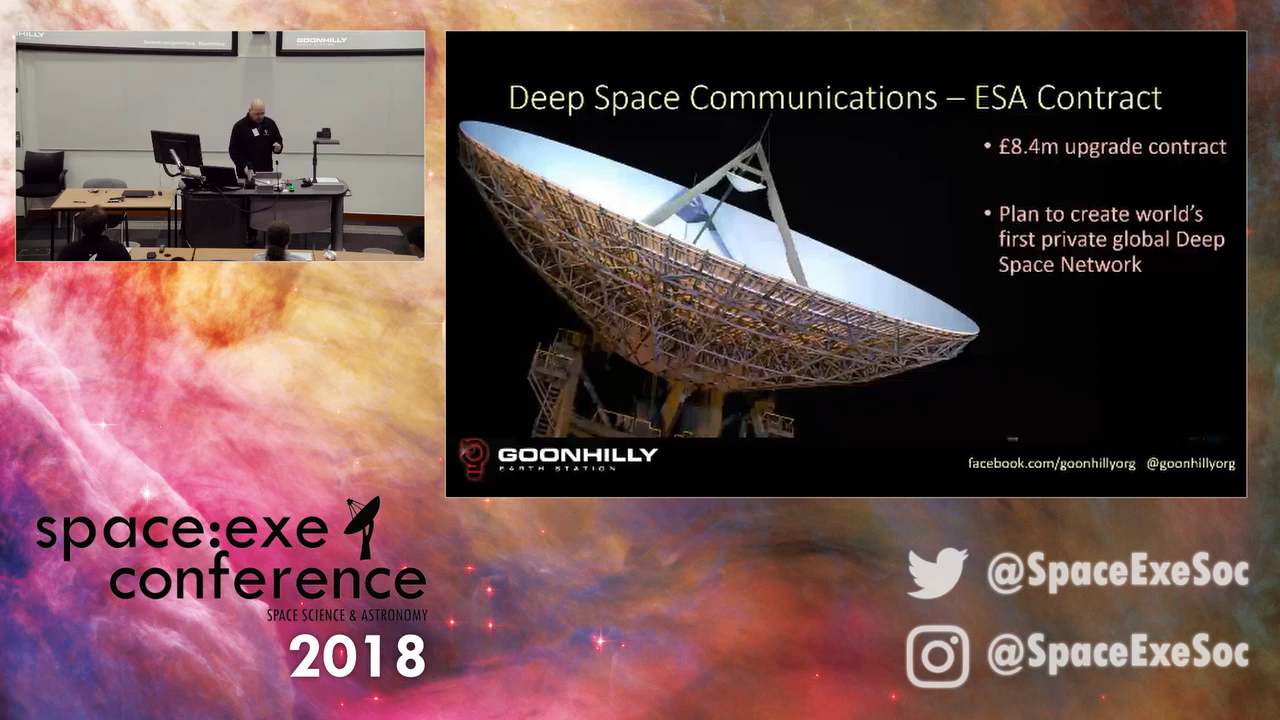 GOONHILLY
Deep Space Communications – ESA Contract
• £8.4m upgrade contract
• Plan to create world's
first private global Deep
Space Network
GOONHILLY
EARTH STATION
facebook.com/goonhillyorg @goonhillyorg
space:exe
conference
SPACE SCIENCE & ASTRONOMY
2018
@SpaceExeSoc
@SpaceExeSoc